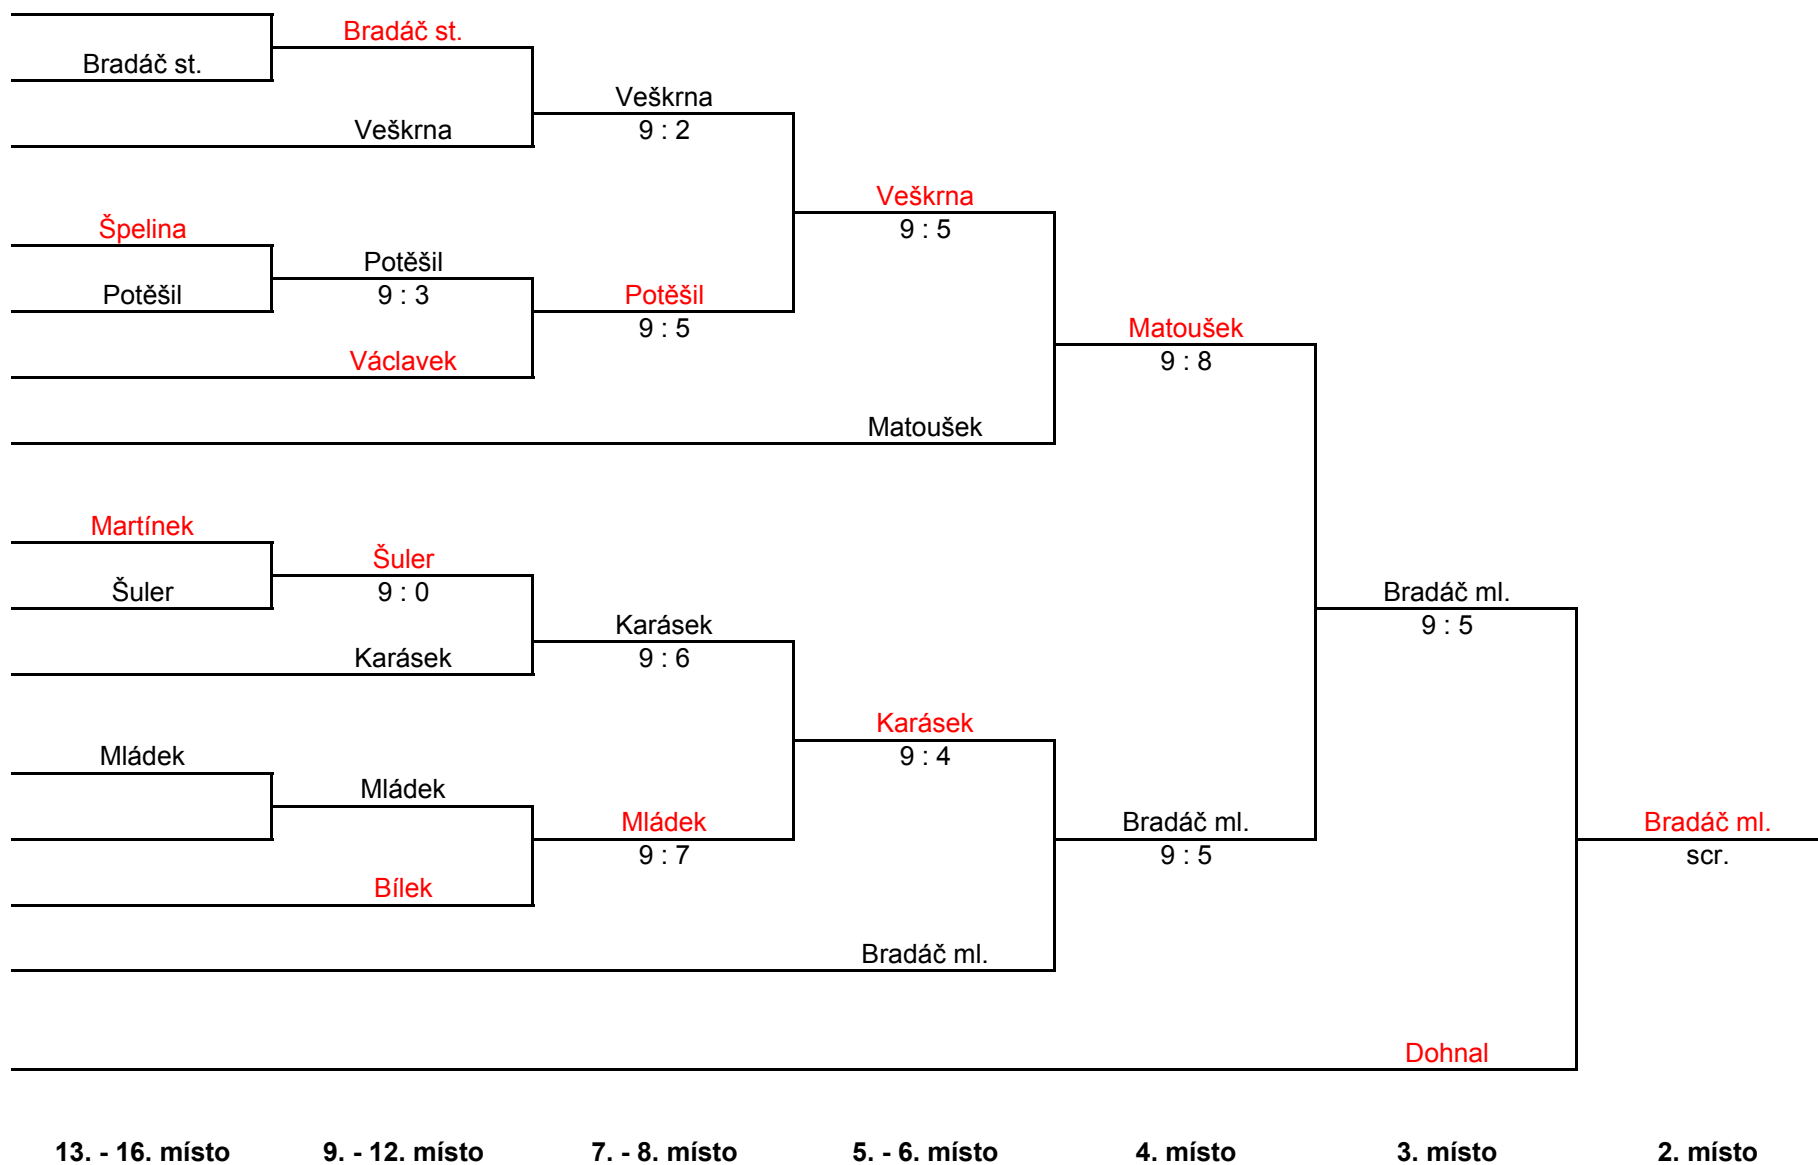 Bradáč st.
Bradáč st.
Veškrna
Veškrna
9 : 2
Veškrna
9 : 5
Špelina
Potěšil
Potěšil
9 : 3
Potěšil
9 : 5
Václavek
Matoušek
9 : 8
Matoušek
Martínek
Šuler
Šuler
9 : 0
Bradáč ml.
9 : 5
Karásek
9 : 6
Karásek
Karásek
9 : 4
Mládek
Mládek
Mládek
9 : 7
Bradáč ml.
9 : 5
Bradáč ml.
scr.
Bílek
Bradáč ml.
Dohnal
13. - 16. místo 9. - 12. místo 7. - 8. místo 5. - 6. místo 4. místo 3. místo 2. místo